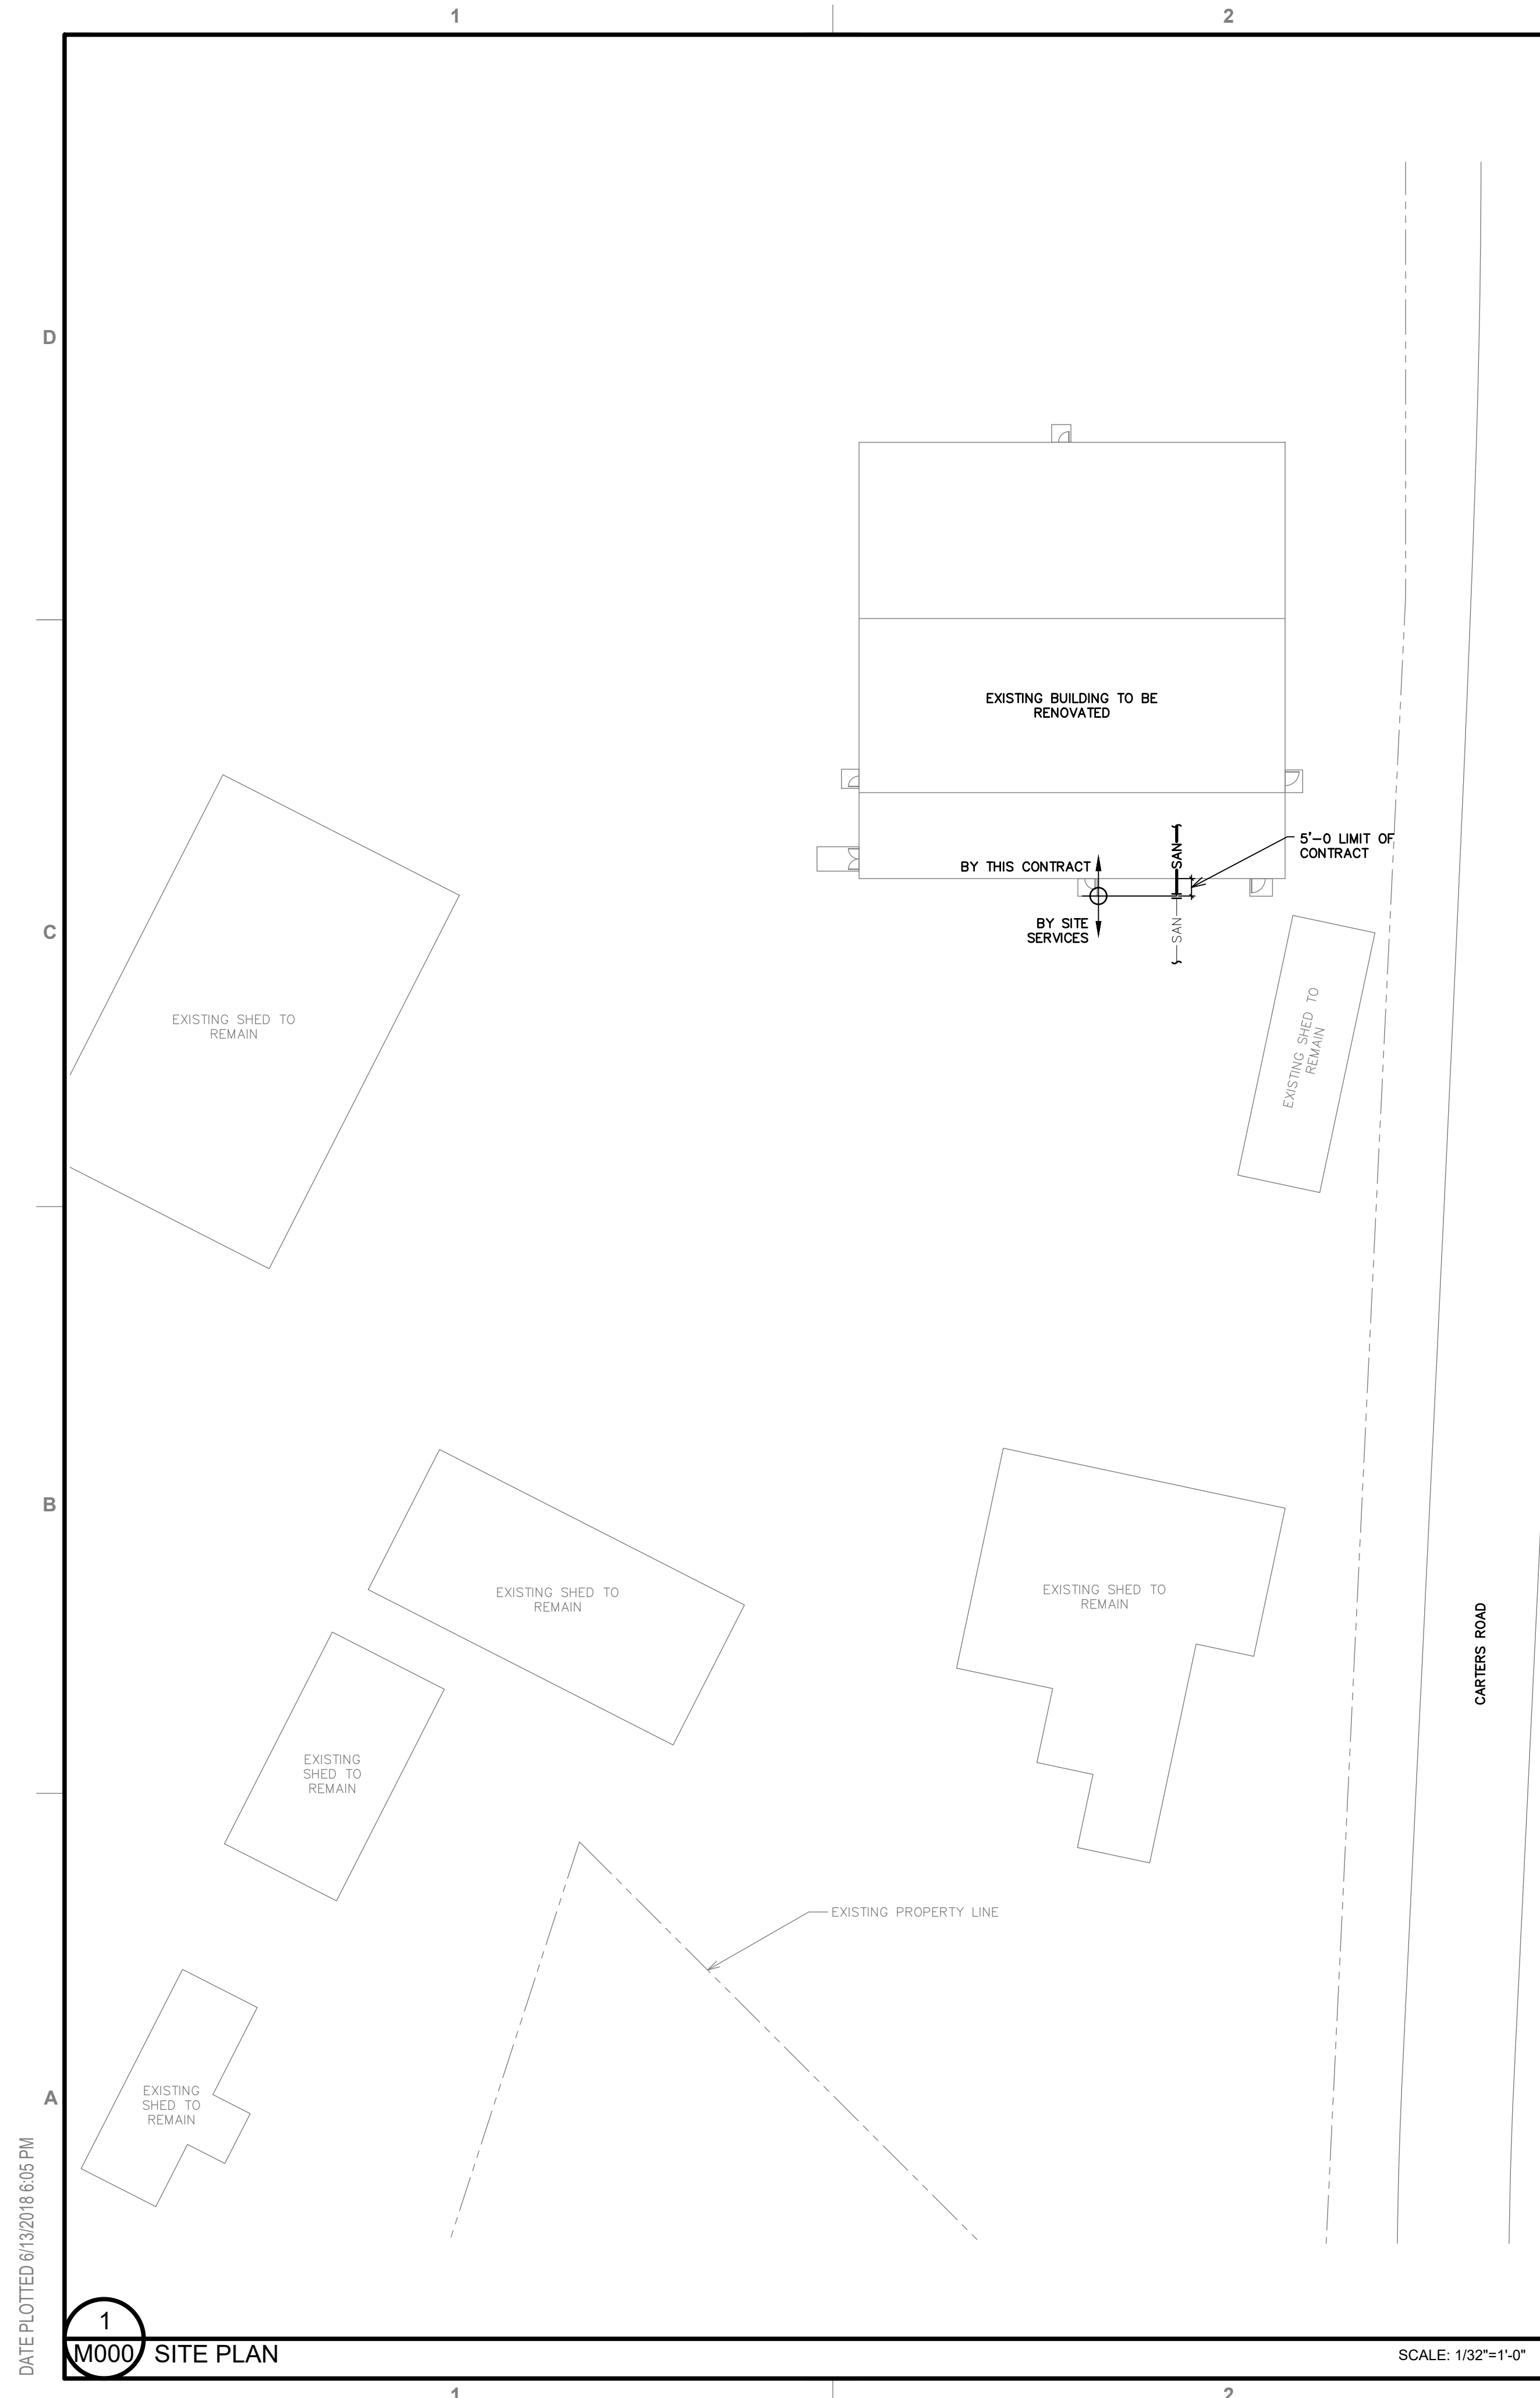 1
2
D
EXISTING BUILDING TO BE
RENOVATED
5'-0 LIMIT OF
CONTRACT
BY THIS CONTRACT
SAN
BY SITE
SERVICES
SAN
C
EXISTING SHED TO
REMAIN
EXISTING SHED TO
REMAIN
B
EXISTING SHED TO
REMAIN
EXISTING SHED TO
REMAIN
CARTERS ROAD
EXISTING
SHED TO
REMAIN
EXISTING PROPERTY LINE
A
EXISTING
SHED TO
REMAIN
DATE PLOTTED 6/13/2018 6:05 PM
1
M000
SITE PLAN
SCALE: 1/32"=1'-0"
1
2